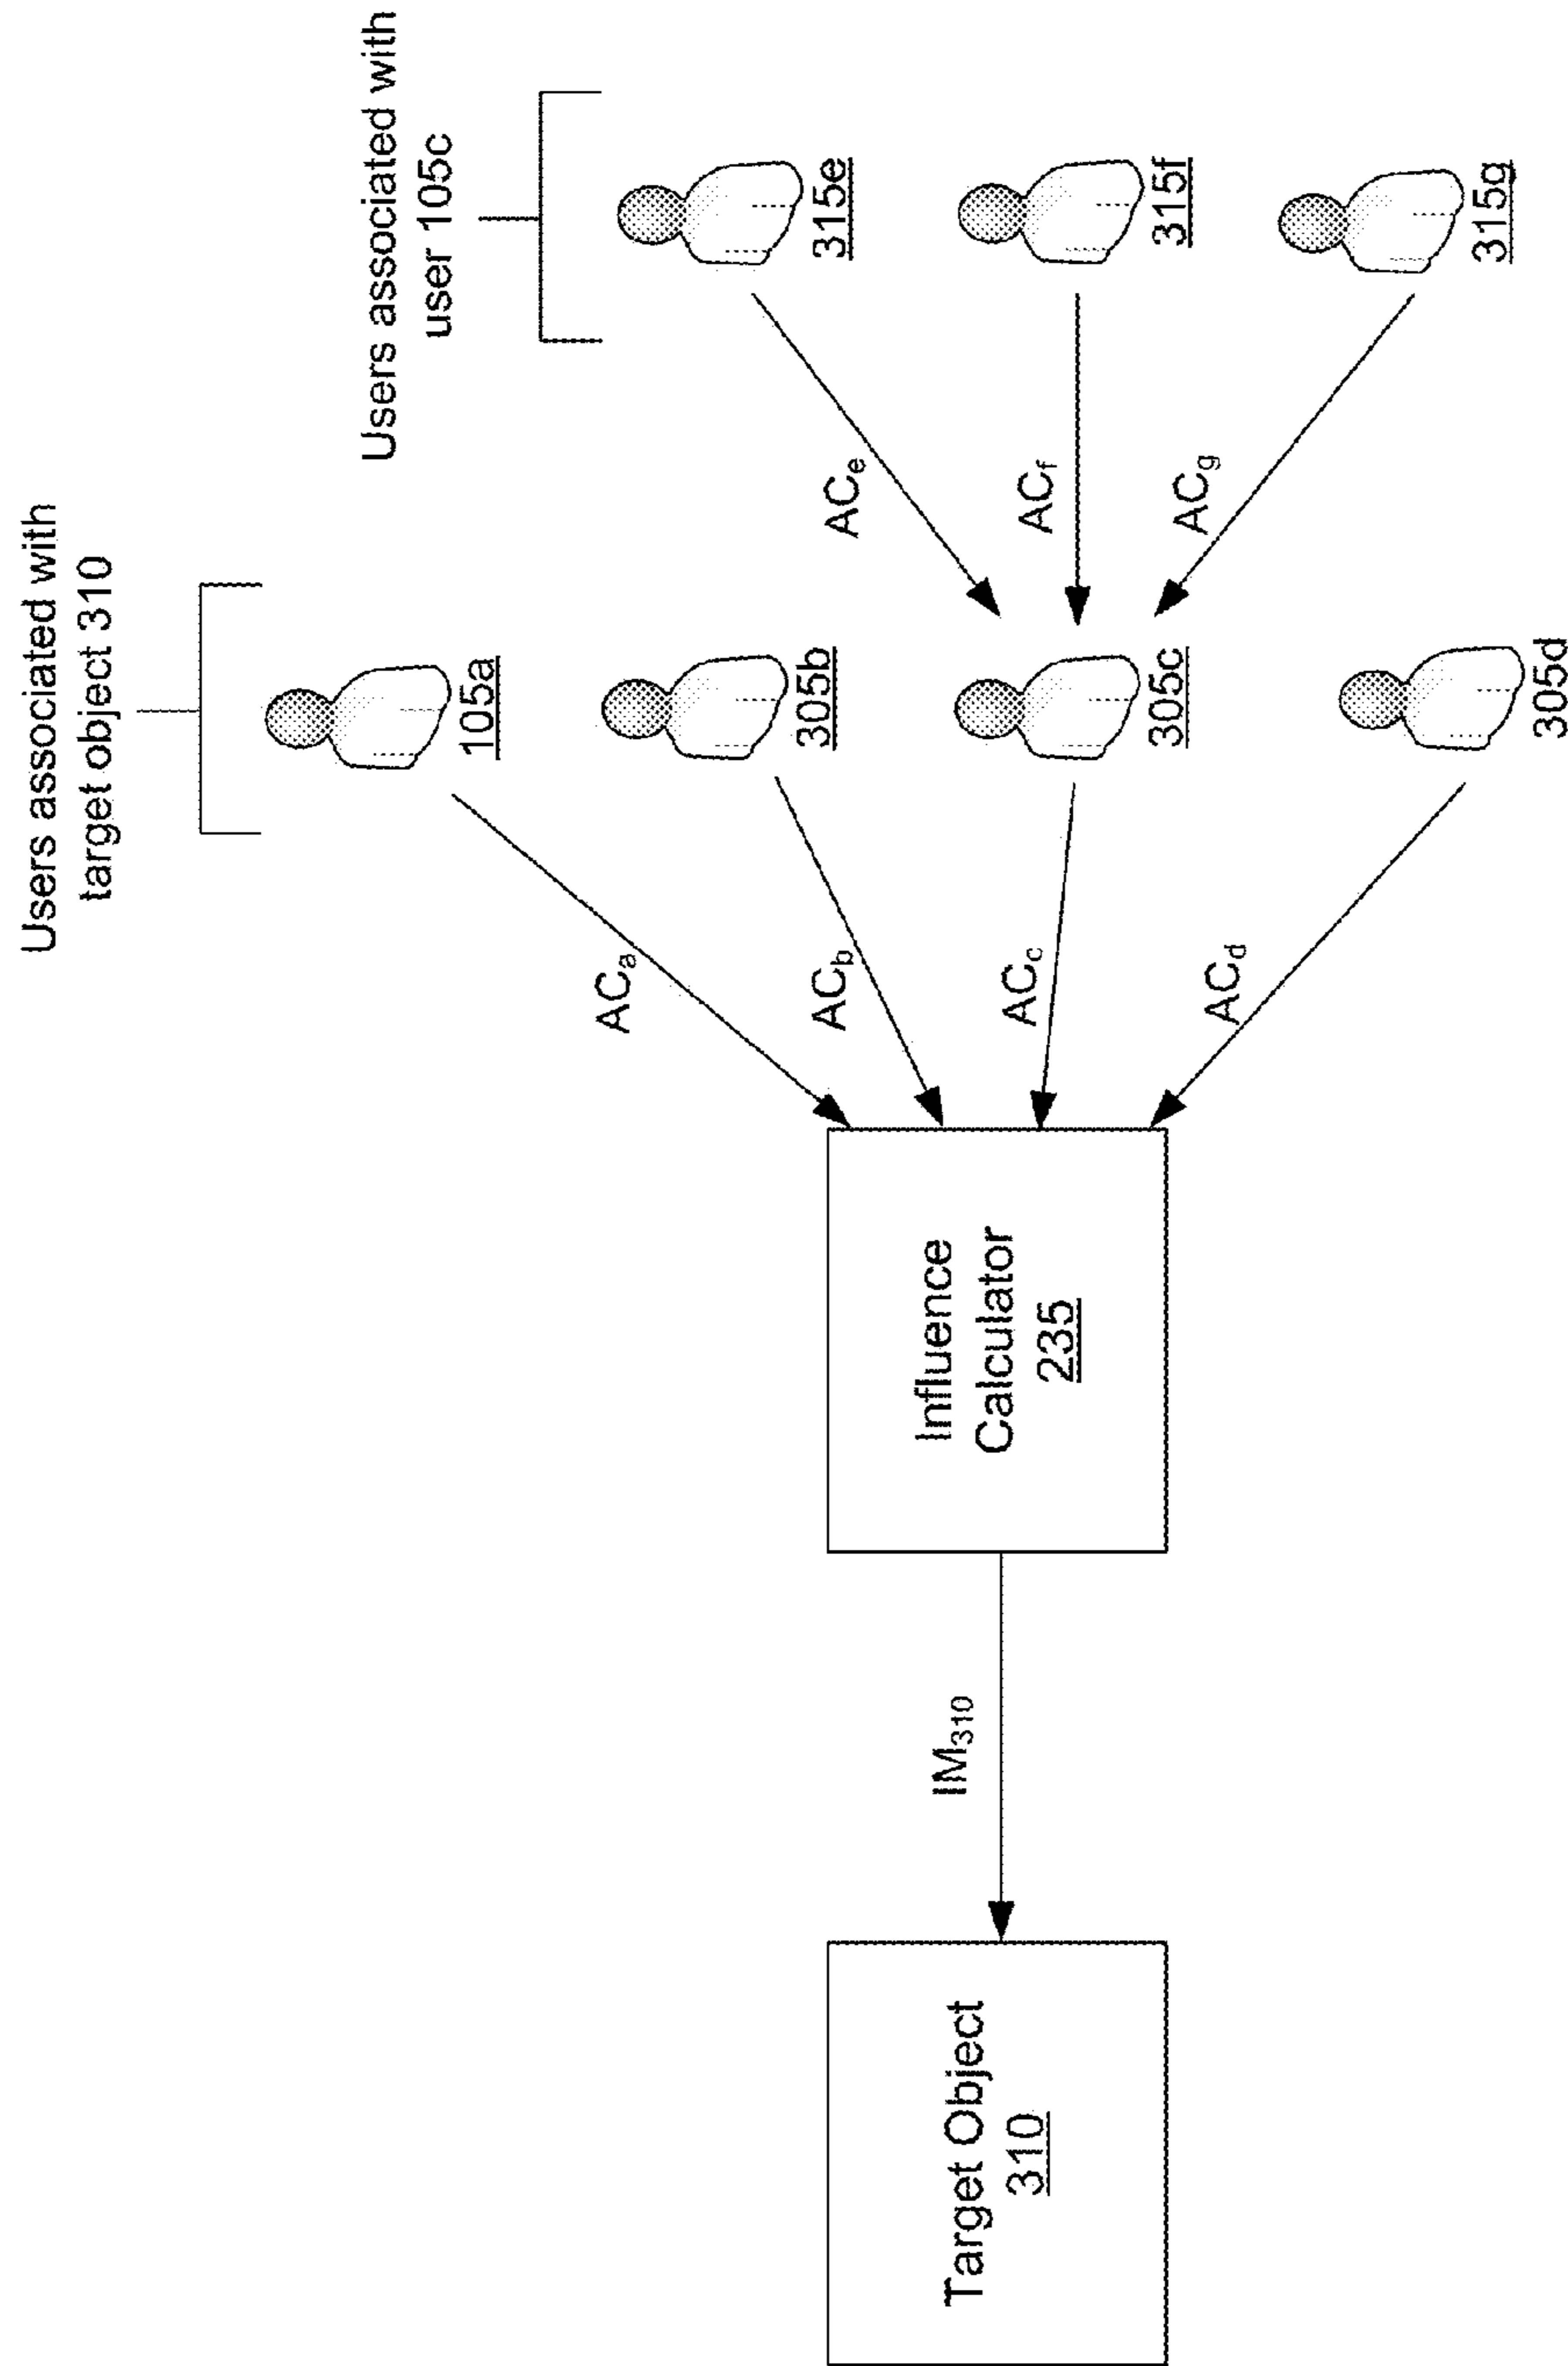 Users associated with
target object 310
Users associated with
user 105c
105a
305b
305c
305d
315e
315f
315g
ACa
ACb
ACc
ACd
ACe
ACf
ACg
Influence
Calculator
235
IM310
Target Object
310